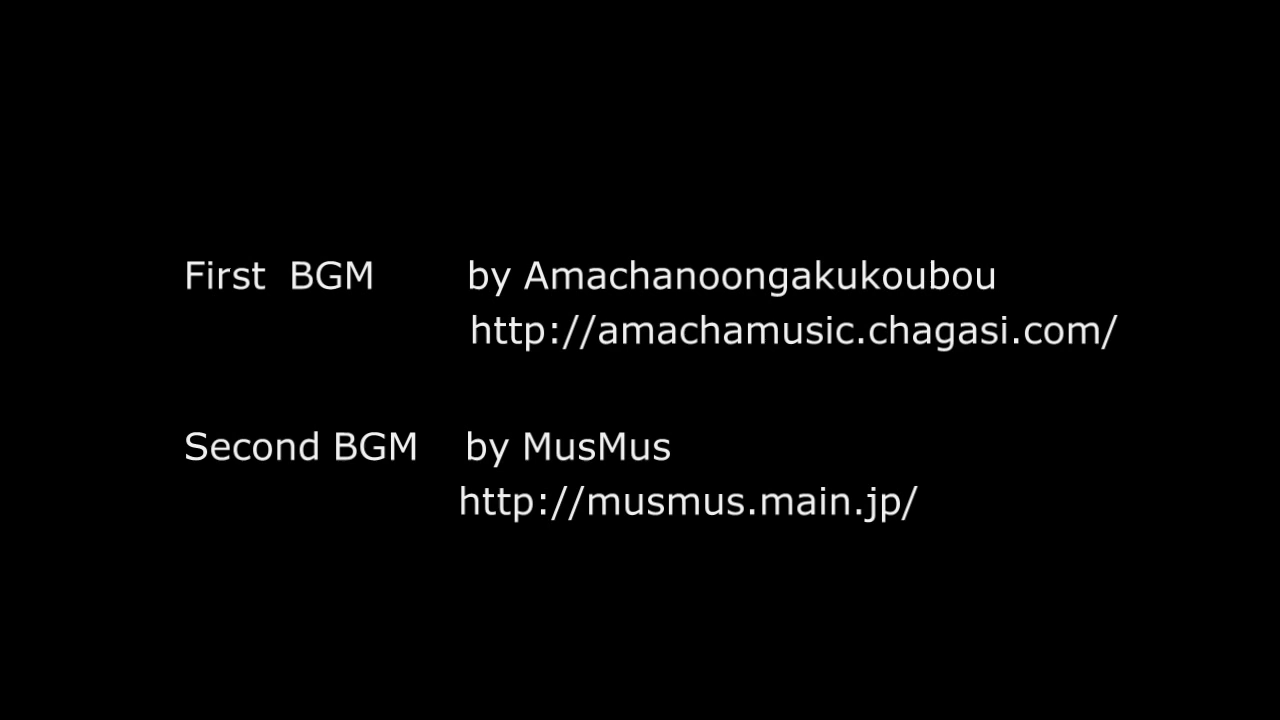 First BGM by Amachanoongakukoubou
http://amachamusic.chagasi.com/
Second BGM by MusMus
http://musmus.main.jp/